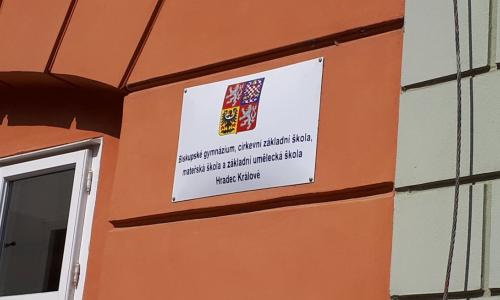 Biskupské gymnázium, církevní základní škola,
mateřská škola a základní umělecká škola
Hradec Králové